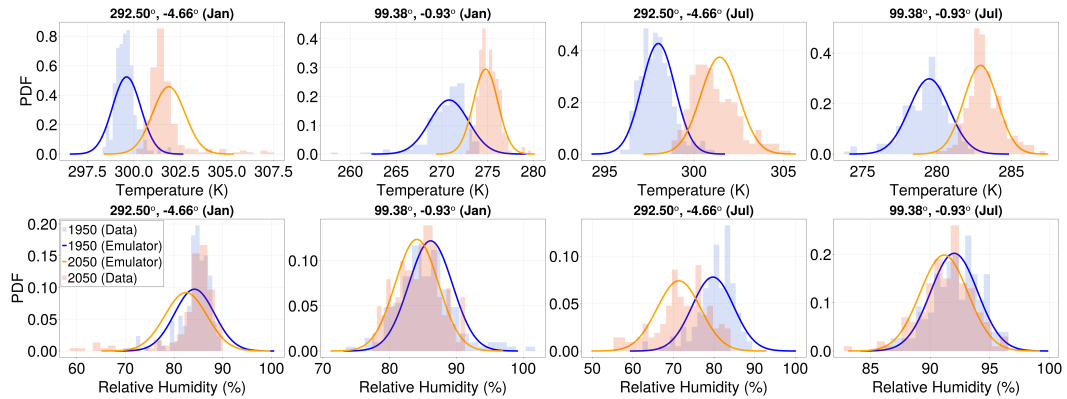 292.50°, -4.66° (Jan)
99.38°, -0.93° (Jan)
292.50°, -4.66° (Jul)
99.38°, -0.93° (Jul)
PDF
0.8
0.6
0.4
0.2
0.0
297.5 300.0 302.5 305.0 307.5
Temperature (K)
0.5
0.4
0.3
0.2
0.1
0.0
260 265 270 275 280
Temperature (K)
0.4
0.2
0.0
295 300 305
Temperature (K)
0.4
0.2
0.0
275 280 285
Temperature (K)
292.50°, -4.66° (Jan)
99.38°, -0.93° (Jan)
292.50°, -4.66° (Jul)
99.38°, -0.93° (Jul)
PDF
0.20
0.15
0.10
0.05
0.00
1950 (Data)
1950 (Emulator)
2050 (Emulator)
2050 (Data)
60 70 80 90 100
Relative Humidity (%)
0.10
0.05
0.00
70 80 90 100
Relative Humidity (%)
0.10
0.05
0.00
50 60 70 80 90 100
Relative Humidity (%)
0.2
0.1
0.0
85 90 95 100
Relative Humidity (%)